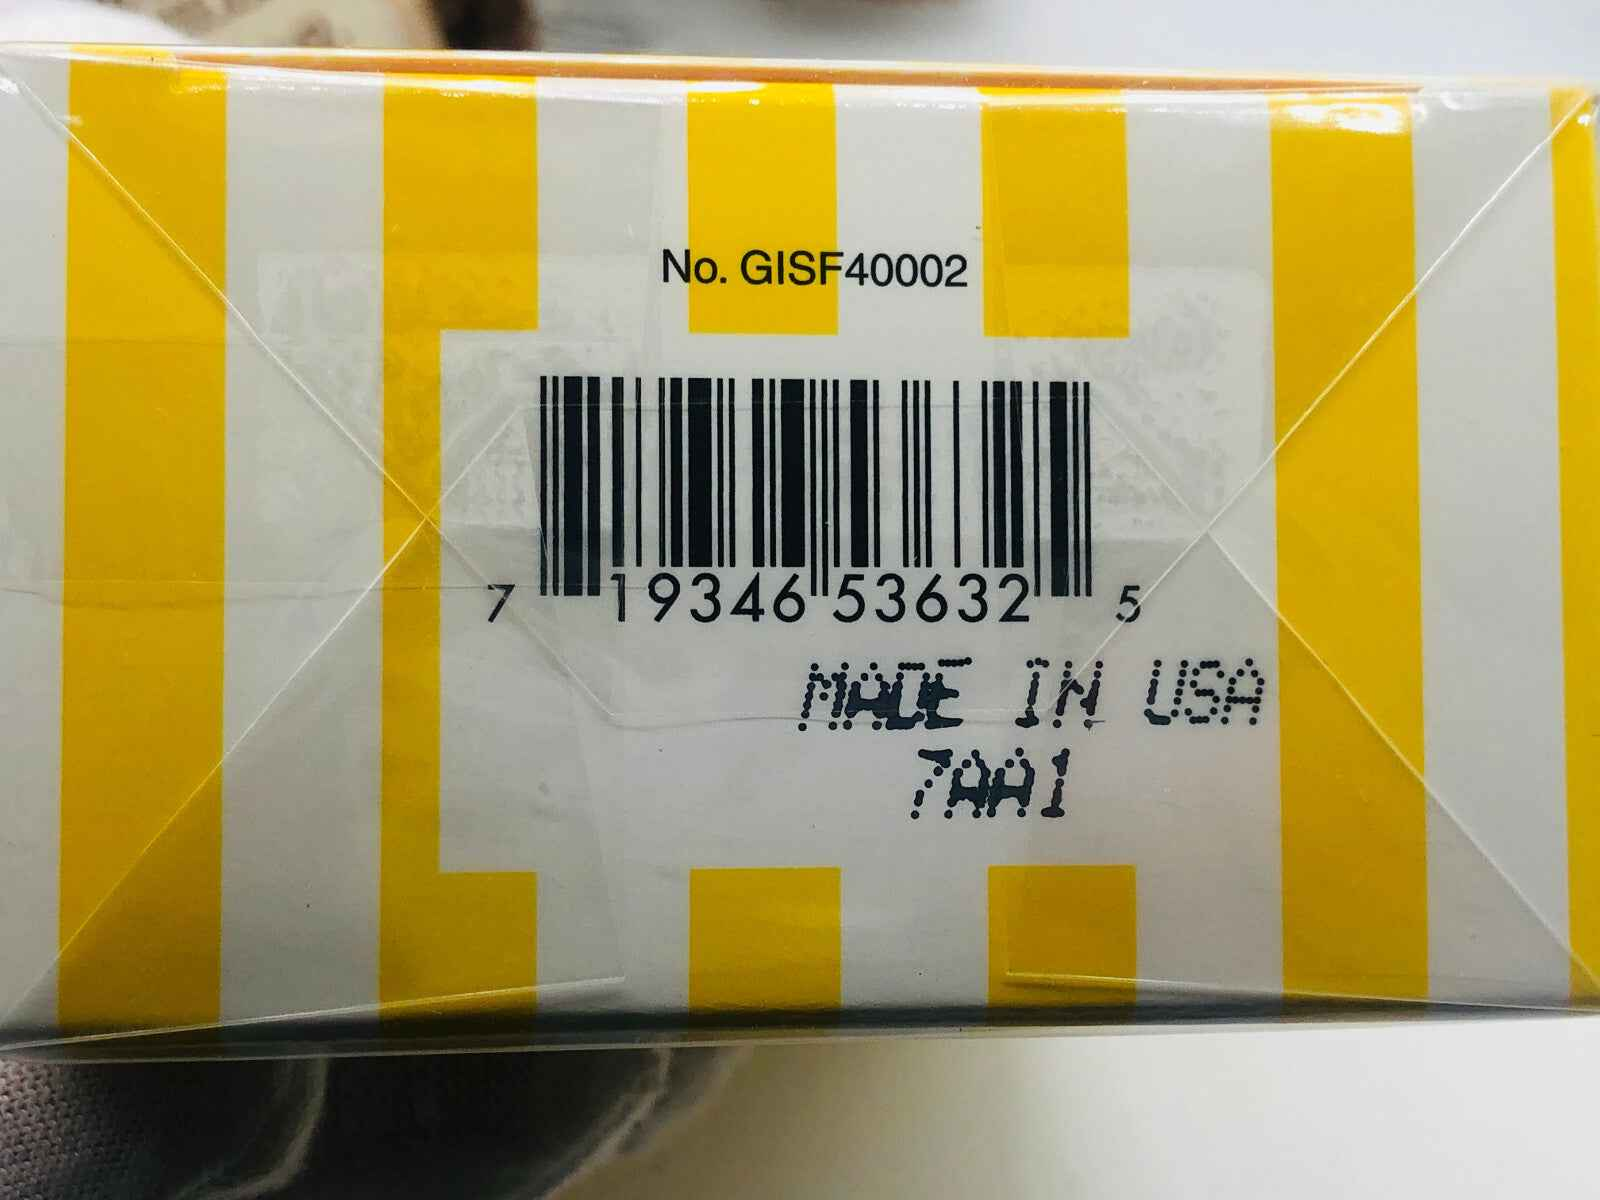 No. GISF40002
7 19346 53632 5
MADE IN USA
7AA1